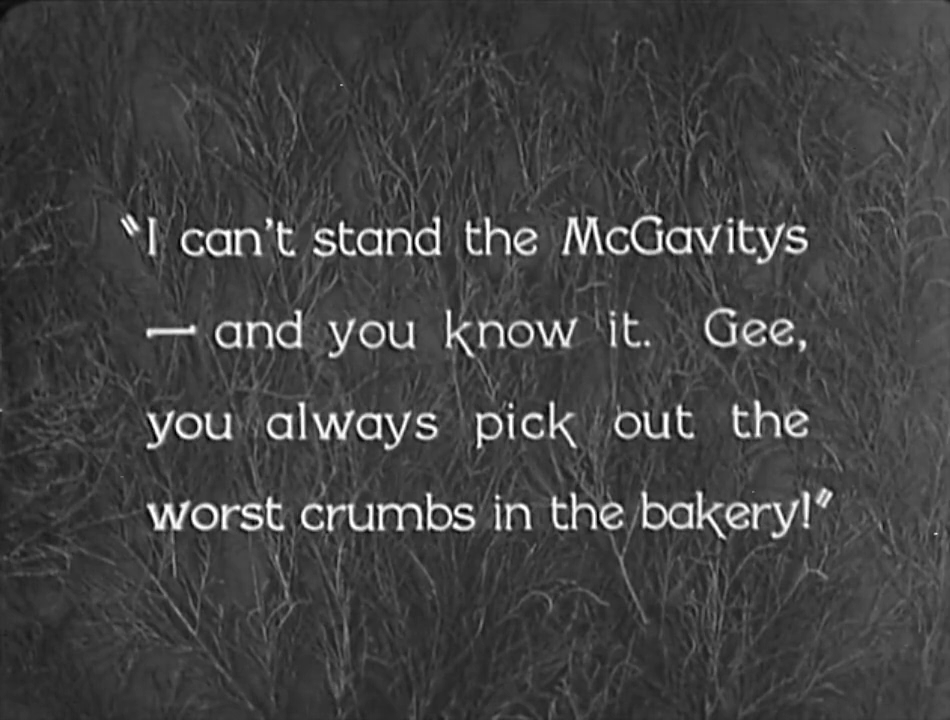 "I can't stand the McGavitys
— and you know it. Gee,
you always pick out the
worst crumbs in the bakery!"